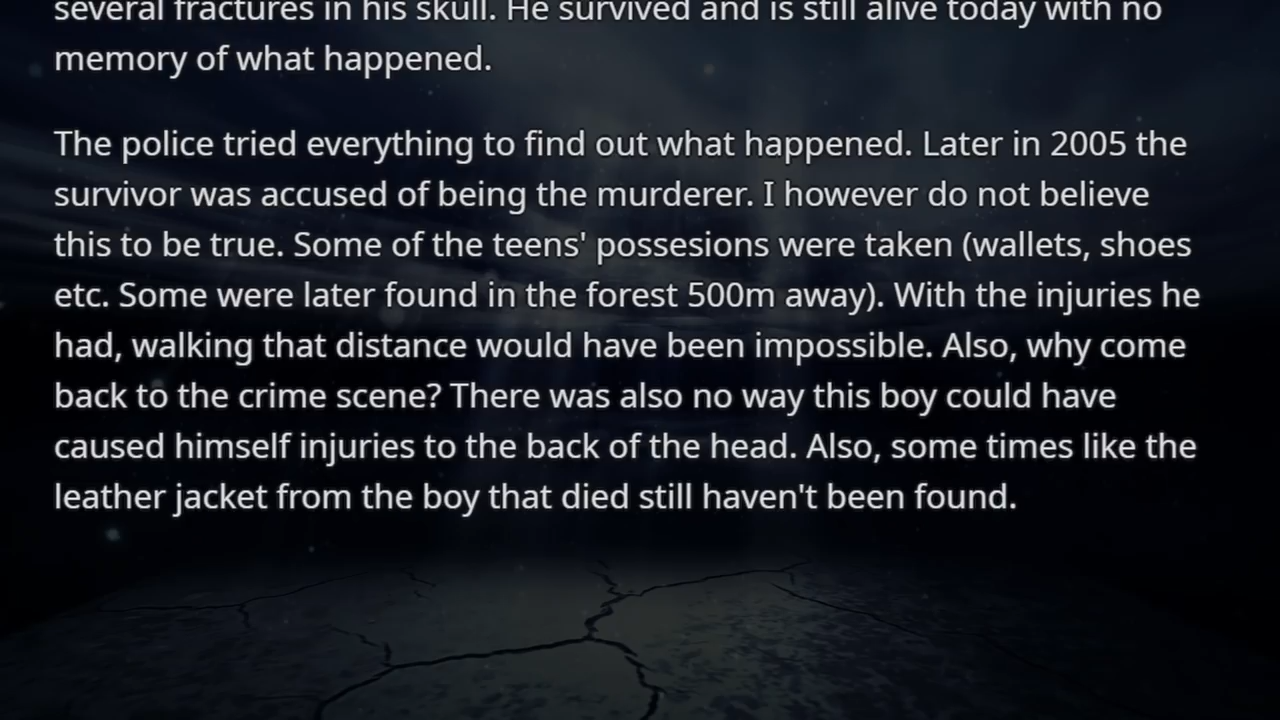 several fractures in his skull. He survived and is still alive today with no
memory of what happened.
The police tried everything to find out what happened. Later in 2005 the
survivor was accused of being the murderer. I however do not believe
this to be true. Some of the teens' possesions were taken (wallets, shoes
etc. Some were later found in the forest 500m away). With the injuries he
had, walking that distance would have been impossible. Also, why come
back to the crime scene? There was also no way this boy could have
caused himself injuries to the back of the head. Also, some times like the
leather jacket from the boy that died still haven't been found.